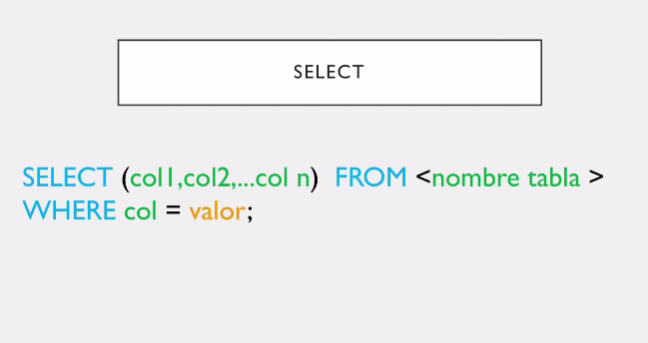 SELECT
SELECT (col1,col2,...col n) FROM <nombre tabla >
WHERE col = valor;